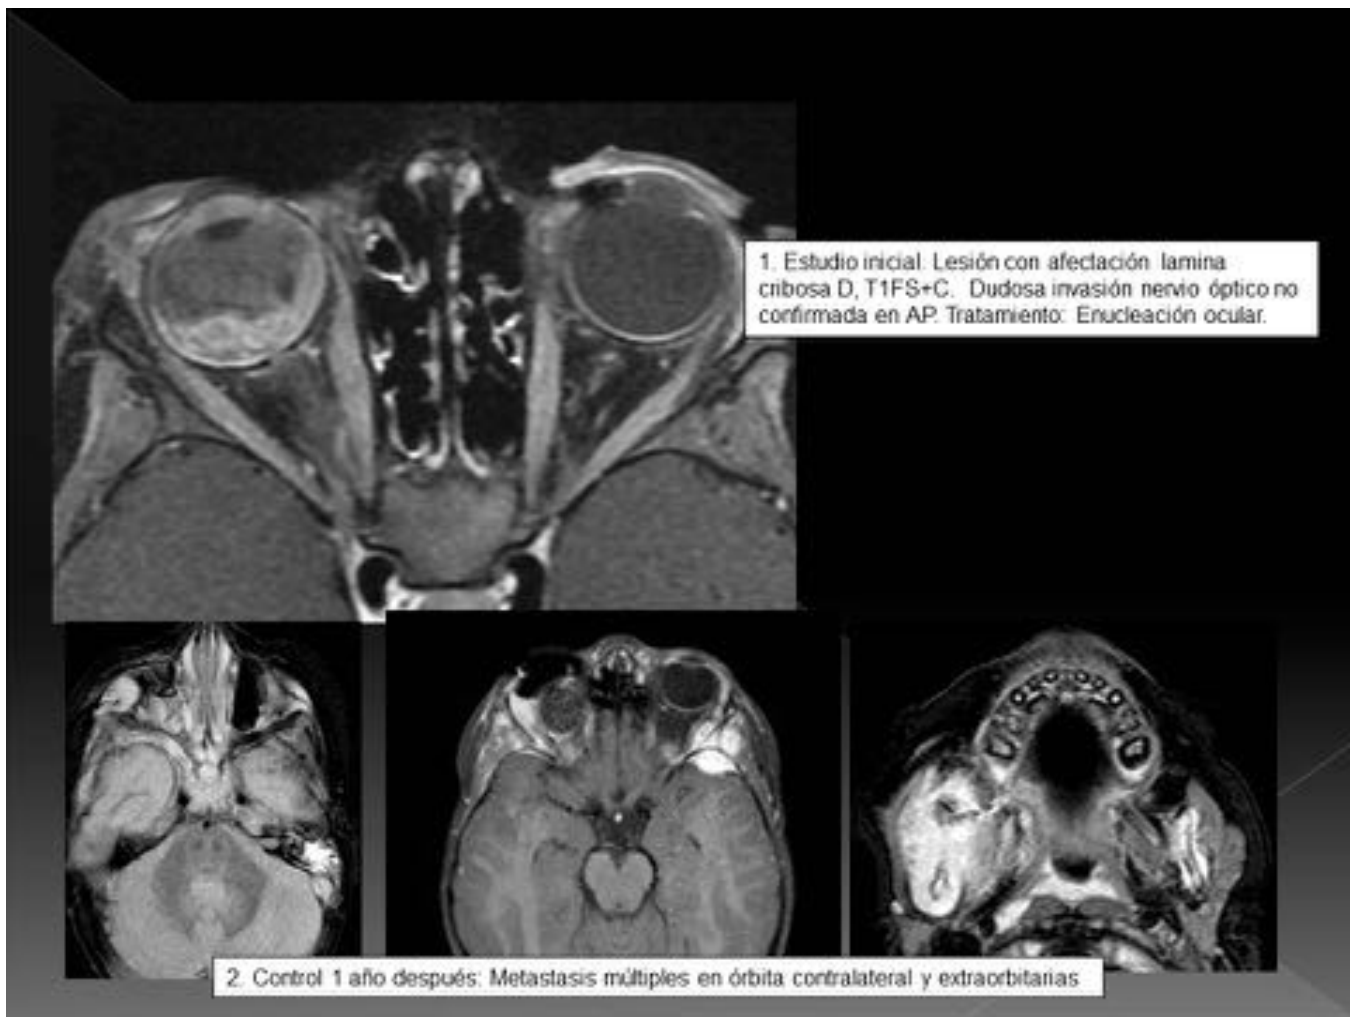 1. Estudio inicial: Lesión con afectación lamina
cribosa D, T1FS+C. Dudosa invasión nervio óptico no
confirmada en AP. Tratamiento: Enucleación ocular.
2. Control 1 año después: Metastasis múltiples en órbita contralateral y extraorbitarias